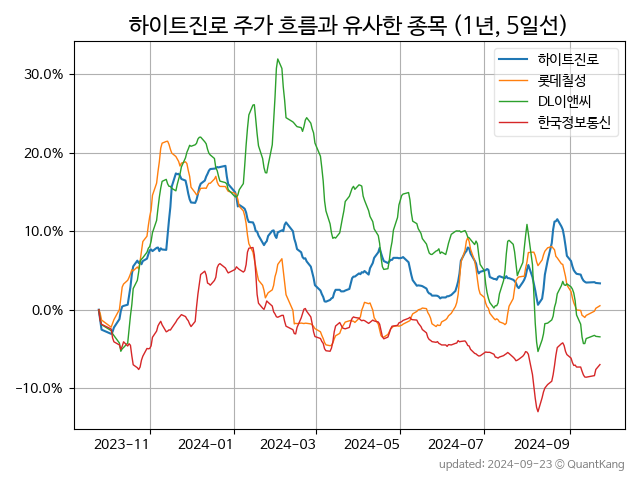 하이트진로 주가 흐름과 유사한 종목 (1년, 5일선)
하이트진로
롯데칠성
DL이앤씨
한국정보통신
30.0%
20.0%
10.0%
0.0%
−10.0%
2023-11 2024-01 2024-03 2024-05 2024-07 2024-09
updated: 2024-09-23 © QuantKang